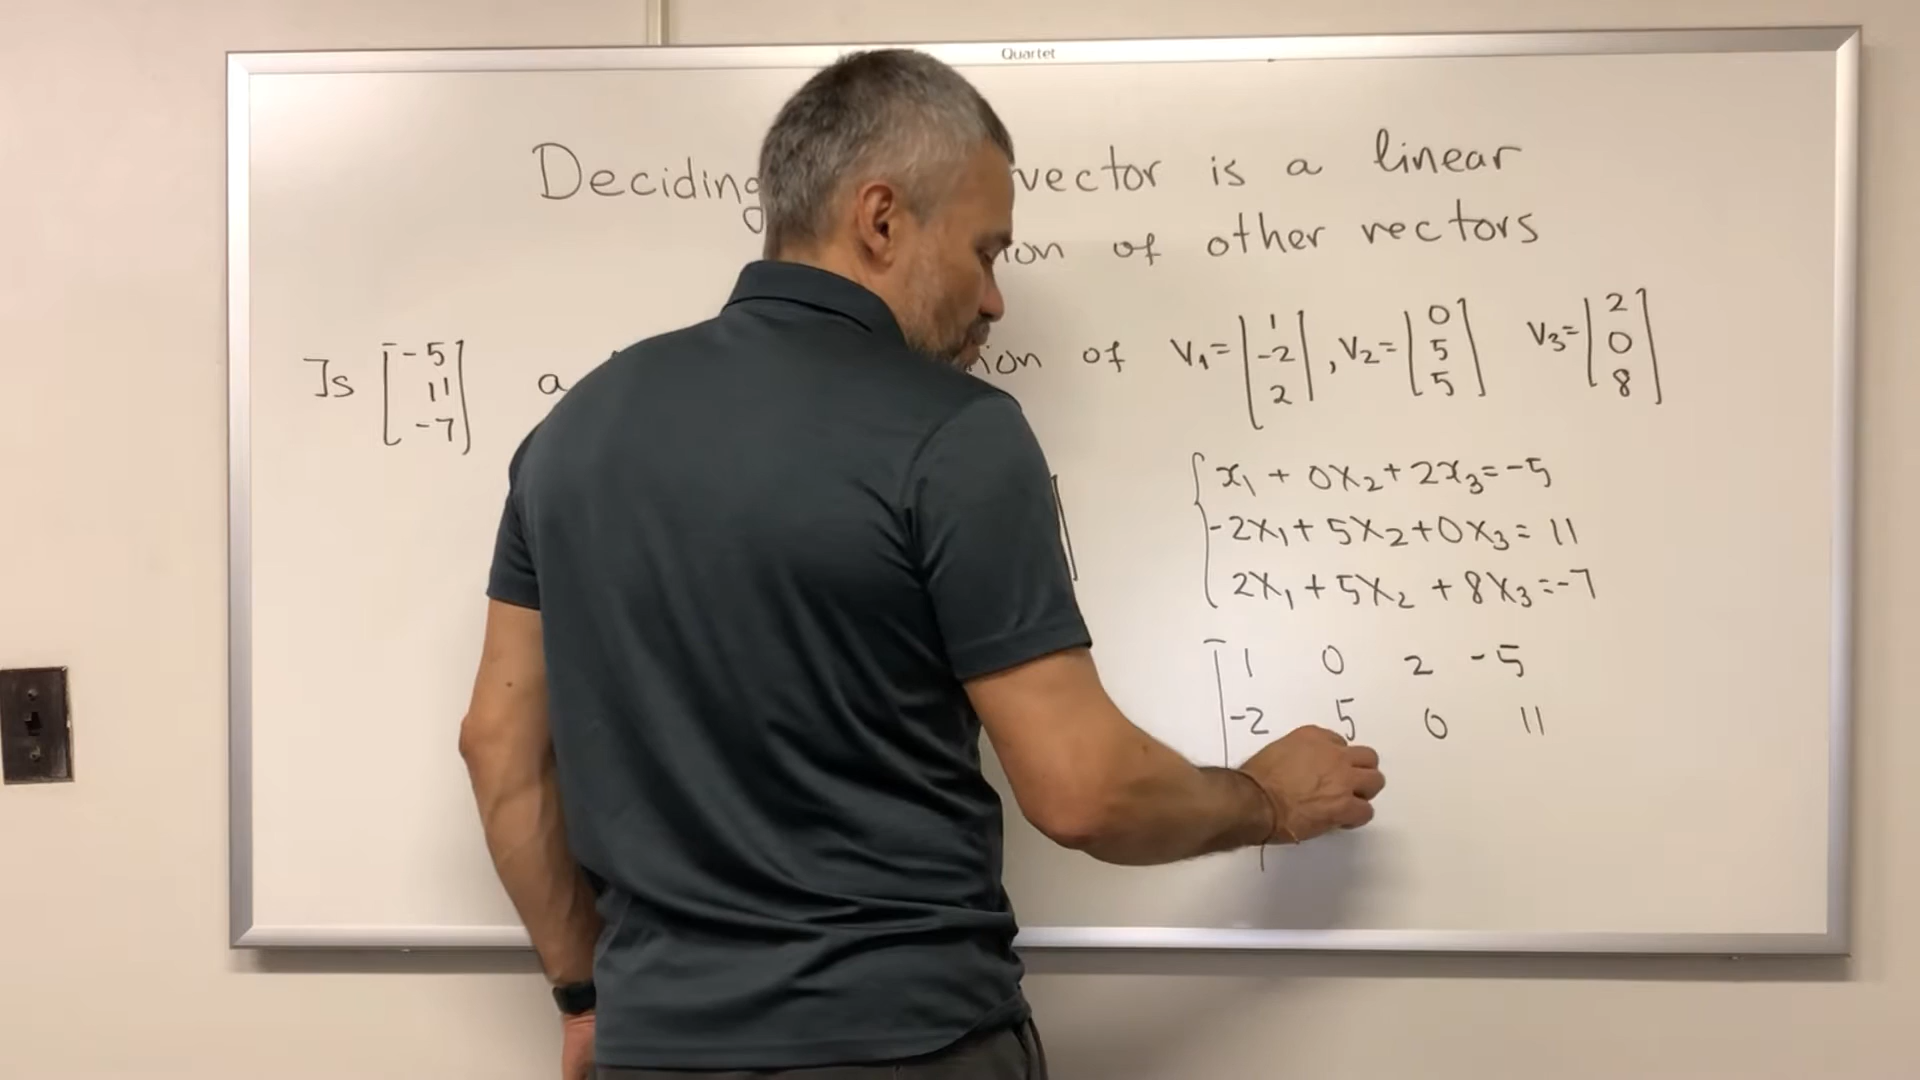 Quartet
Deciding vector is a linear
of other vectors
Is [-5 11 -7] a of V₁=[1 -2 2], V₂=[0 5 5] V₃=[2 0 8]
x₁ + 0x₂ + 2x₃ = -5
-2x₁ + 5x₂ + 0x₃ = 11
2x₁ + 5x₂ + 8x₃ = -7
1 0 2 -5
-2 5 0 11